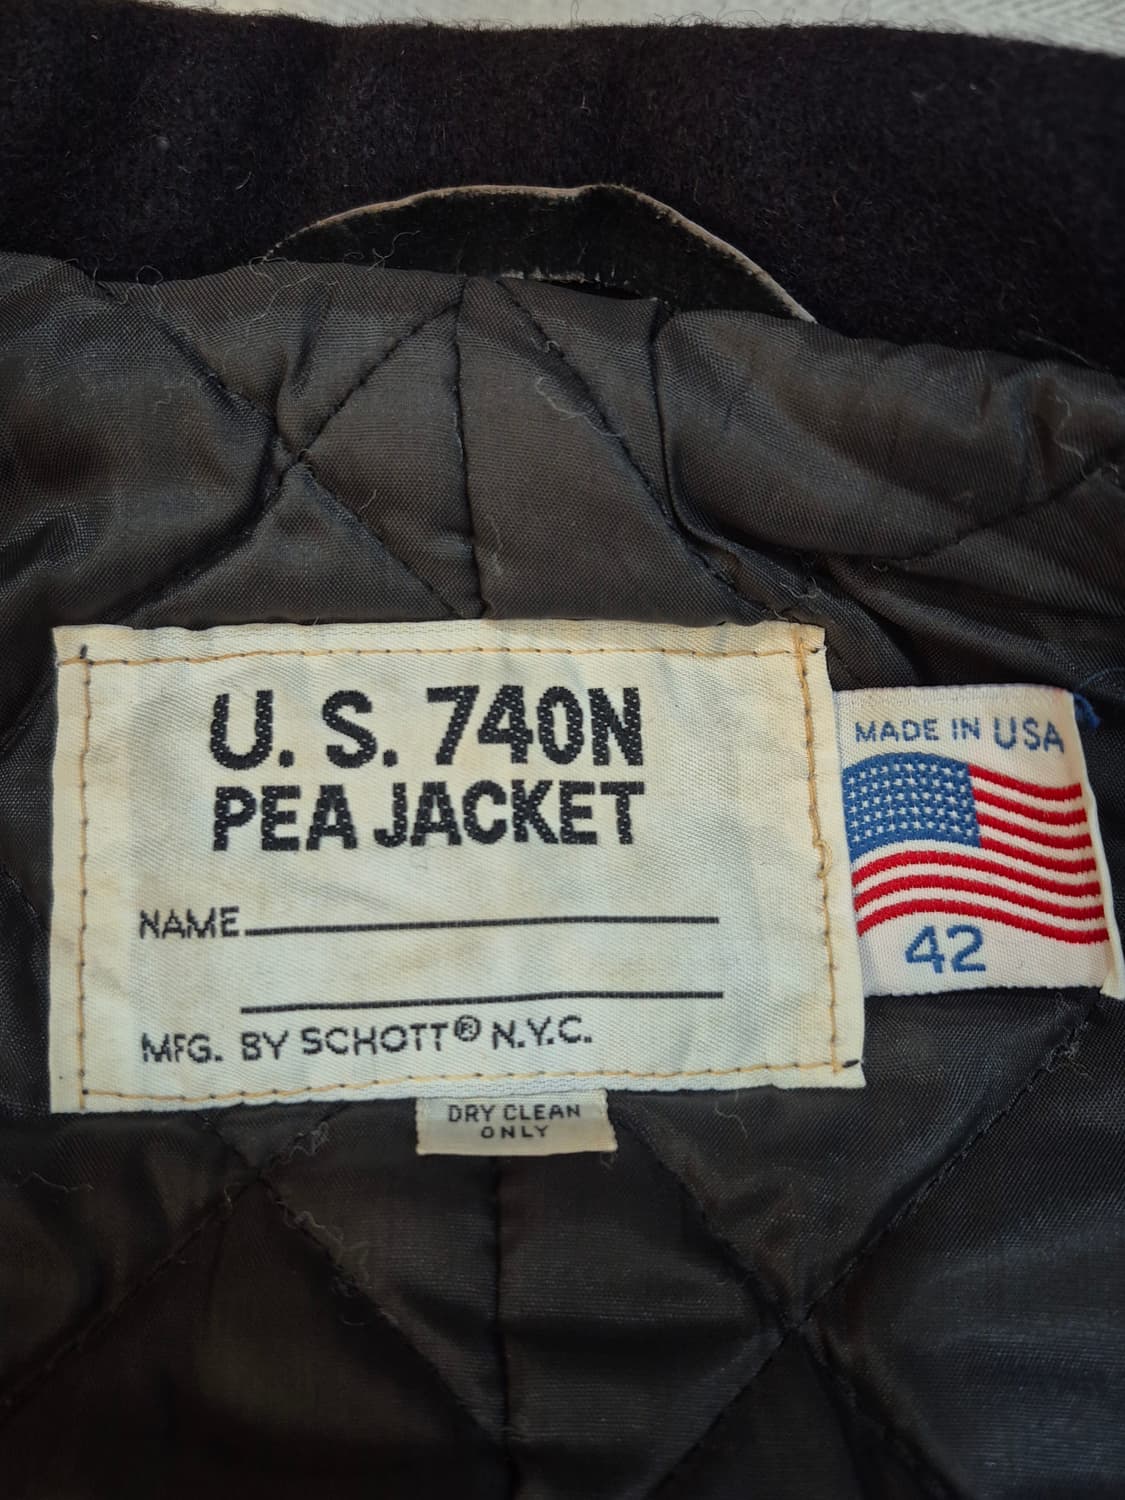 U. S. 740N
PEA JACKET
NAME
MFG. BY SCHOTT® N.Y.C.
DRY CLEAN
ONLY
MADE IN USA
42